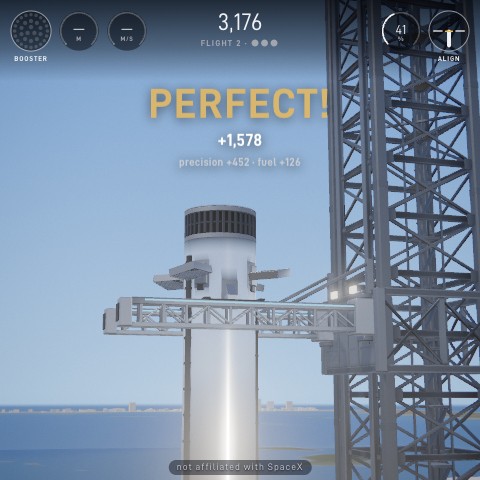 3,176
FLIGHT 2 ·
M
M/S
BOOSTER
41
%
ALIGN
PERFECT!
+1,578
precision +452 · fuel +126
not affiliated with SpaceX